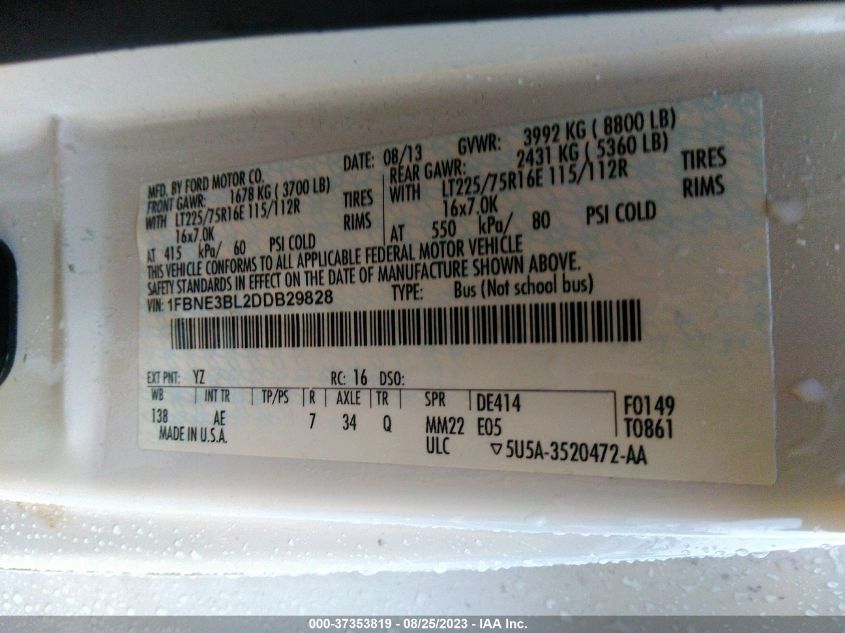 MFD. BY FORD MOTOR CO. DATE: 08/13 GVWR: 3992 KG ( 8800 LB)
FRONT GAWR: 1678 KG ( 3700 LB) REAR GAWR: 2431 KG ( 5360 LB)
WITH LT225/75R16E 115/112R TIRES WITH LT225/75R16E 115/112R TIRES
16x7.0K RIMS 16x7.0K RIMS
AT 415 kPa/ 60 PSI COLD AT 550 kPa/ 80 PSI COLD
THIS VEHICLE CONFORMS TO ALL APPLICABLE FEDERAL MOTOR VEHICLE
SAFETY STANDARDS IN EFFECT ON THE DATE OF MANUFACTURE SHOWN ABOVE.
VIN: 1FBNE3BL2DDB29828 TYPE: Bus (Not school bus)
EXT PNT: YZ RC: 16 DSO:
WB INT TR TP/PS R AXLE TR SPR DE414 F0149
138 AE 7 34 Q MM22 E05 T0861
MADE IN U.S.A. ULC ▽5U5A-3520472-AA
000-37353819 - 08/25/2023 - IAA Inc.